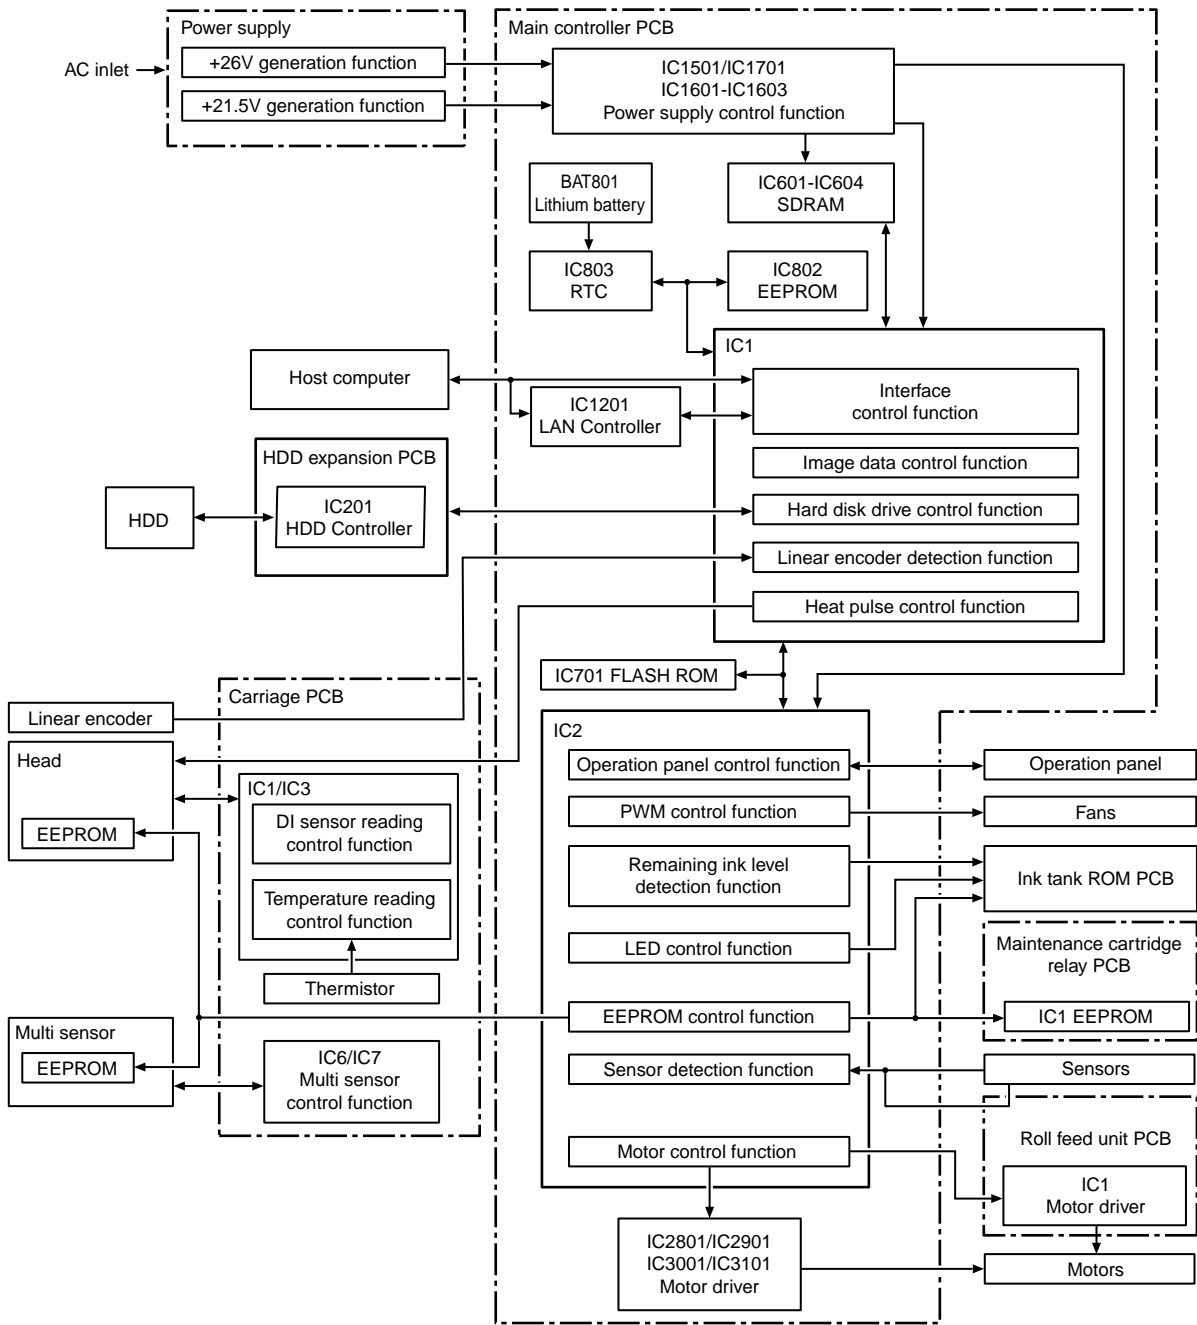 Power supply
AC inlet
+26V generation function
+21.5V generation function
Main controller PCB
IC1501/IC1701
IC1601-IC1603
Power supply control function
BAT801
Lithium battery
IC601-IC604
SDRAM
IC803
RTC
IC802
EEPROM
IC1
Host computer
Interface
control function
IC1201
LAN Controller
Image data control function
HDD expansion PCB
HDD
IC201
HDD Controller
Hard disk drive control function
Linear encoder detection function
Heat pulse control function
IC701 FLASH ROM
Carriage PCB
Linear encoder
Head
EEPROM
IC1/IC3
DI sensor reading
control function
Temperature reading
control function
Thermistor
Multi sensor
EEPROM
IC6/IC7
Multi sensor
control function
IC2
Operation panel control function
Operation panel
PWM control function
Fans
Remaining ink level
detection function
Ink tank ROM PCB
LED control function
Maintenance cartridge
relay PCB
EEPROM control function
IC1 EEPROM
Sensor detection function
Sensors
Motor control function
Roll feed unit PCB
IC1
Motor driver
IC2801/IC2901
IC3001/IC3101
Motor driver
Motors